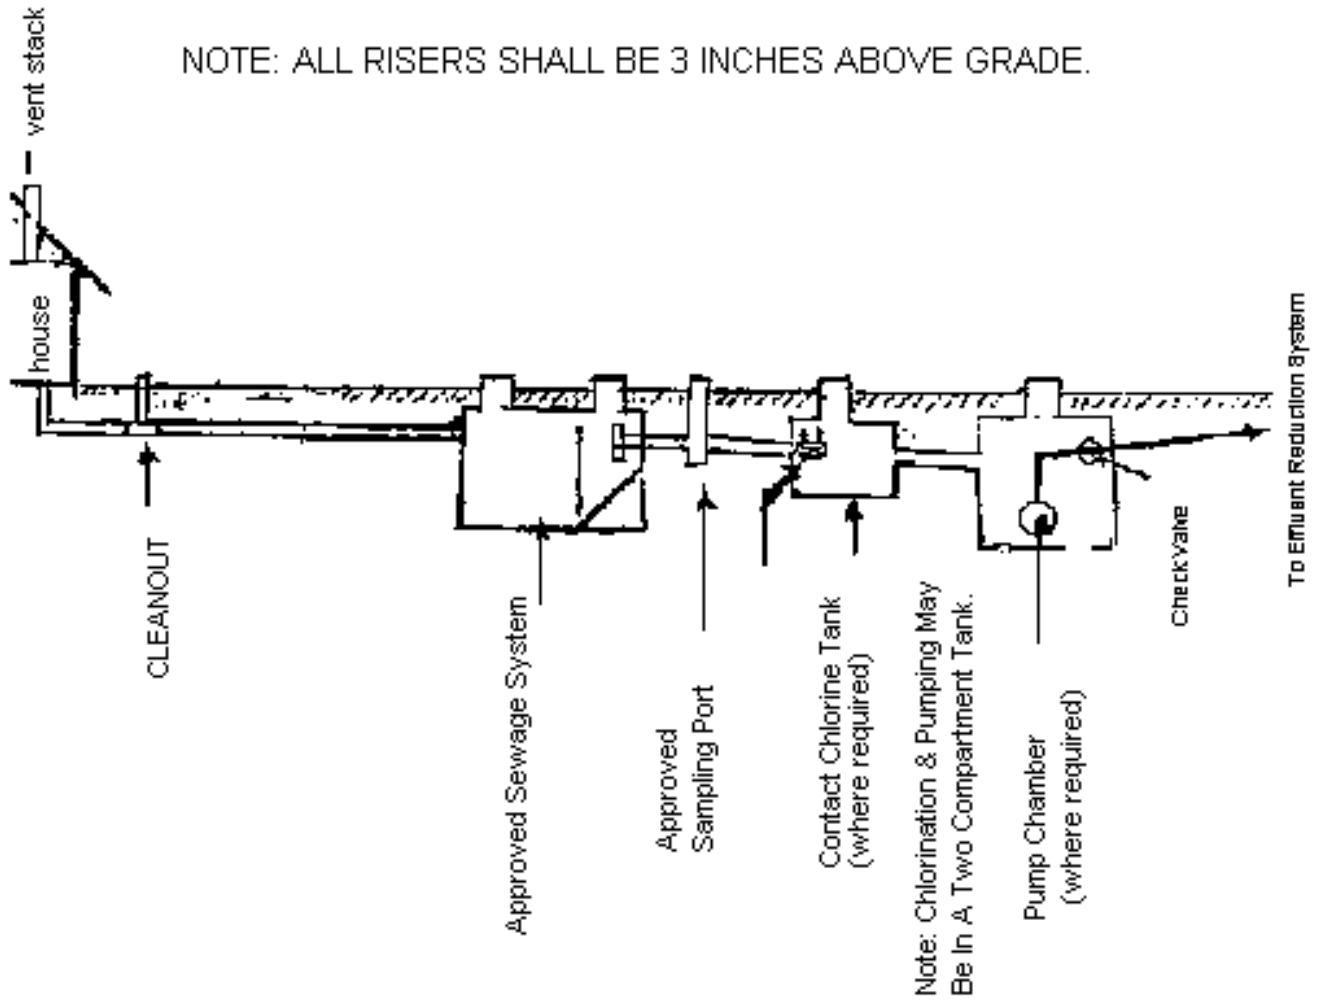 NOTE: ALL RISERS SHALL BE 3 INCHES ABOVE GRADE.
vent stack
house
CLEANOUT
Approved Sewage System
Approved
Sampling Port
Contact Chlorine Tank
(where required)
Note: Chlorination & Pumping May
Be In A Two Compartment Tank.
Pump Chamber
(where required)
Check Valve
To Effluent Reduction System